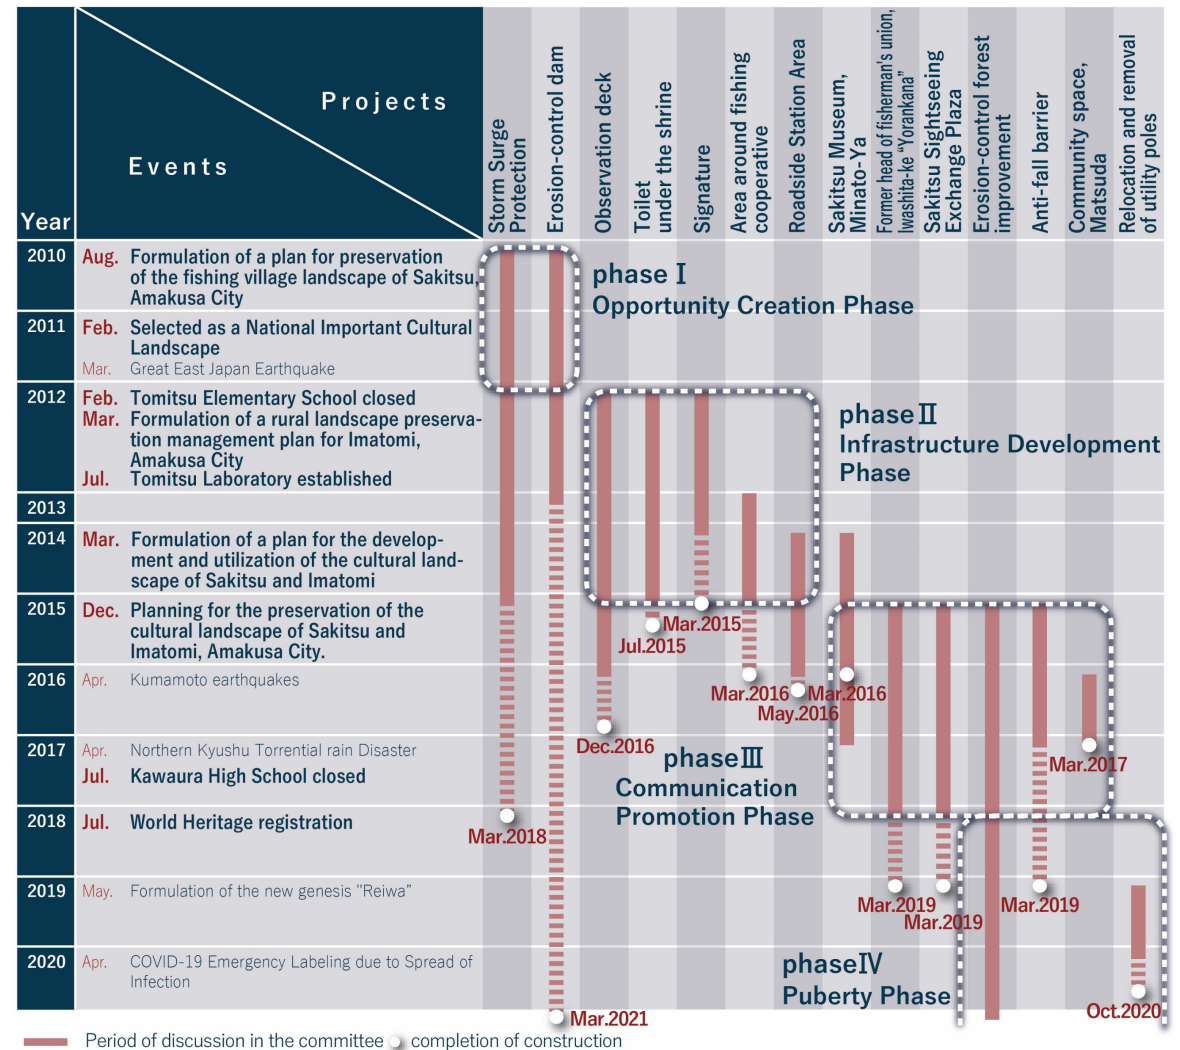 Projects
Events
Year
Storm Surge
Protection
Erosion-control dam
Observation deck
Toilet
under the shrine
Signature
Area around fishing
cooperative
Roadside Station Area
Sakitsu Museum,
Minato-Ya
Former head of fisherman's union,
Iwashita-ke “Yorankana”
Sakitsu Sightseeing
Exchange Plaza
Erosion-control forest
improvement
Anti-fall barrier
Community space,
Matsuda
Relocation and removal
of utility poles
2010
Aug. Formulation of a plan for preservation
of the fishing village landscape of Sakitsu,
Amakusa City
phase Ⅰ
Opportunity Creation Phase
2011
Feb. Selected as a National Important Cultural
Landscape
Mar. Great East Japan Earthquake
2012
Feb. Tomitsu Elementary School closed
Mar. Formulation of a rural landscape preserva-
tion management plan for Imatomi,
Amakusa City
Jul. Tomitsu Laboratory established
phase Ⅱ
Infrastructure Development
Phase
2013
2014
Mar. Formulation of a plan for the develop-
ment and utilization of the cultural land-
scape of Sakitsu and Imatomi
2015
Dec. Planning for the preservation of the
cultural landscape of Sakitsu and
Imatomi, Amakusa City.
Mar.2015
Jul.2015
2016
Apr. Kumamoto earthquakes
Mar.2016
Mar.2016
May.2016
Dec.2016
2017
Apr. Northern Kyushu Torrential rain Disaster
Jul. Kawaura High School closed
phaseⅢ
Communication
Promotion Phase
Mar.2017
2018
Jul. World Heritage registration
Mar.2018
2019
May. Formulation of the new genesis "Reiwa”
Mar.2019
Mar.2019
Mar.2019
2020
Apr. COVID-19 Emergency Labeling due to Spread of
Infection
phaseⅣ
Puberty Phase
Oct.2020
Mar.2021
Period of discussion in the committee
completion of construction